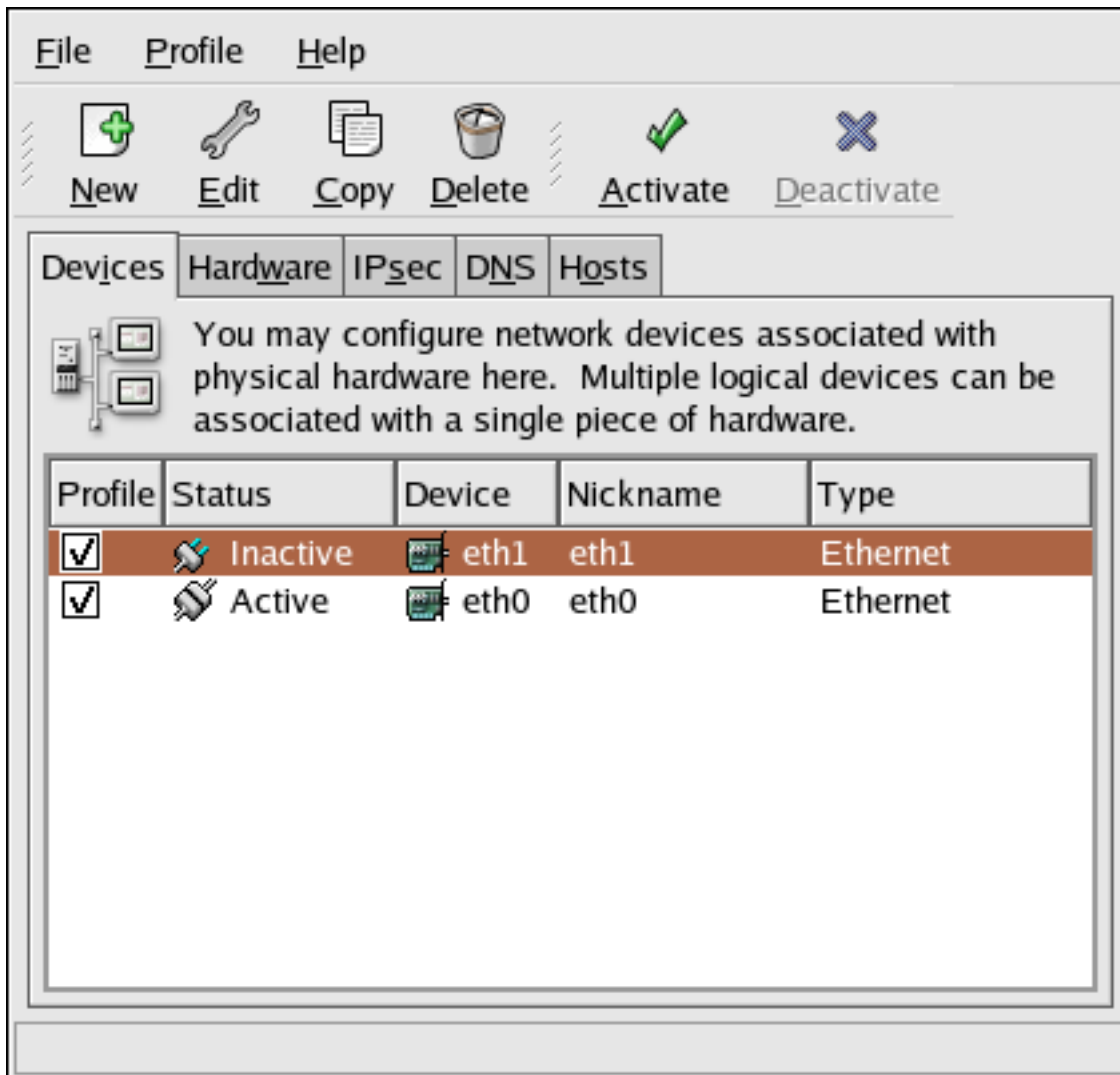 File Profile Help
New Edit Copy Delete Activate Deactivate
Devices Hardware IPsec DNS Hosts
You may configure network devices associated with
physical hardware here.  Multiple logical devices can be
associated with a single piece of hardware.
Profile Status Device Nickname Type
Inactive eth1 eth1 Ethernet
Active eth0 eth0 Ethernet